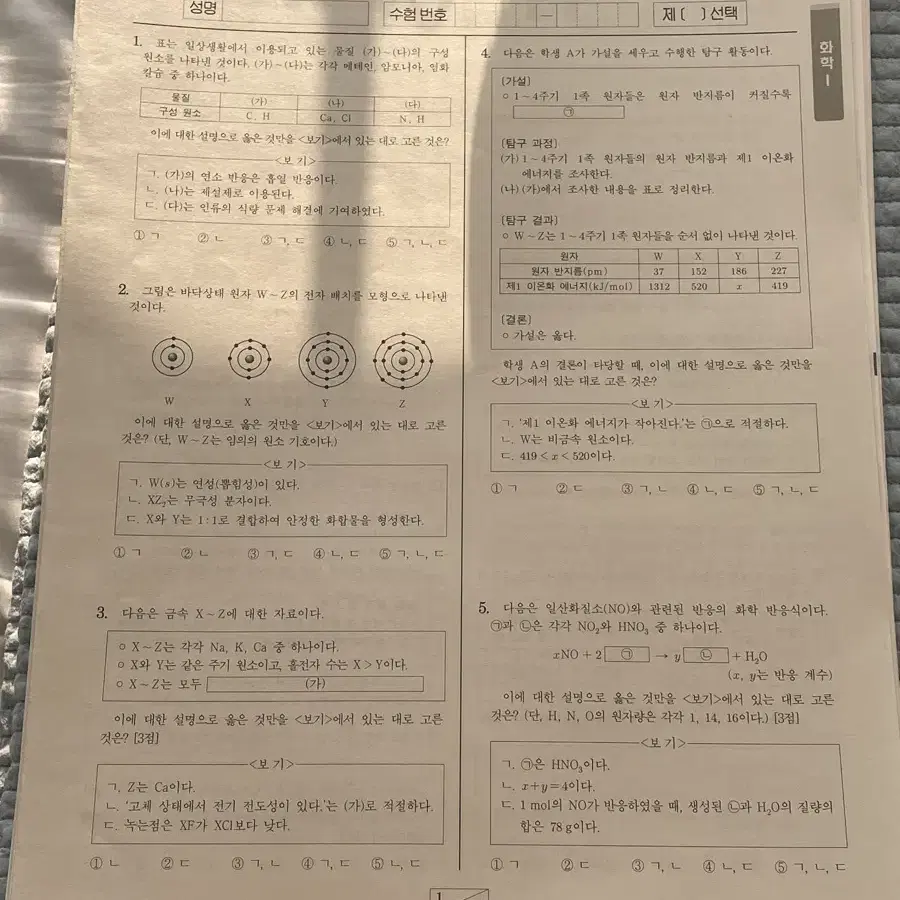 성명
수험 번호
—
제 ( ) 선택
화학 I
1. 표는 일상생활에서 이용되고 있는 물질 (가)~(다)의 구성
원소를 나타낸 것이다. (가)~(다)는 각각 메테인, 암모니아, 염화
칼슘 중 하나이다.
물질 (가) (나) (다)
구성 원소 C, H Ca, Cl N, H
이에 대한 설명으로 옳은 것만을 <보기>에서 있는 대로 고른 것은?
<보 기>
ㄱ. (가)의 연소 반응은 흡열 반응이다.
ㄴ. (나)는 제설제로 이용된다.
ㄷ. (다)는 인류의 식량 문제 해결에 기여하였다.
① ㄱ ② ㄴ ③ ㄱ, ㄷ ④ ㄴ, ㄷ ⑤ ㄱ, ㄴ, ㄷ
2. 그림은 바닥상태 원자 W~Z의 전자 배치를 모형으로 나타낸
것이다.
W X Y Z
이에 대한 설명으로 옳은 것만을 <보기>에서 있는 대로 고른
것은? (단, W~Z는 임의의 원소 기호이다.)
<보 기>
ㄱ. W(s)는 연성(뽑힘성)이 있다.
ㄴ. XZ₂는 무극성 분자이다.
ㄷ. X와 Y는 1:1로 결합하여 안정한 화합물을 형성한다.
① ㄱ ② ㄴ ③ ㄱ, ㄷ ④ ㄴ, ㄷ ⑤ ㄱ, ㄴ, ㄷ
3. 다음은 금속 X~Z에 대한 자료이다.
○ X~Z는 각각 Na, K, Ca 중 하나이다.
○ X와 Y는 같은 주기 원소이고, 홀전자 수는 X > Y이다.
○ X~Z는 모두 (가)
이에 대한 설명으로 옳은 것만을 <보기>에서 있는 대로 고른
것은? [3점]
<보 기>
ㄱ. Z는 Ca이다.
ㄴ. '고체 상태에서 전기 전도성이 있다.'는 (가)로 적절하다.
ㄷ. 녹는점은 XF가 XCl보다 낮다.
① ㄴ ② ㄷ ③ ㄱ, ㄴ ④ ㄱ, ㄷ ⑤ ㄴ, ㄷ
4. 다음은 학생 A가 가설을 세우고 수행한 탐구 활동이다.
[가설]
○ 1~4주기 1족 원자들은 원자 반지름이 커질수록
㉠
[탐구 과정]
(가) 1~4주기 1족 원자들의 원자 반지름과 제1 이온화
에너지를 조사한다.
(나) (가)에서 조사한 내용을 표로 정리한다.
[탐구 결과]
○ W~Z는 1~4주기 1족 원자들을 순서 없이 나타낸 것이다.
원자 W X Y Z
원자 반지름(pm) 37 152 186 227
제1 이온화 에너지(kJ/mol) 1312 520 x 419
[결론]
○ 가설은 옳다.
학생 A의 결론이 타당할 때, 이에 대한 설명으로 옳은 것만을
<보기>에서 있는 대로 고른 것은?
<보 기>
ㄱ. '제1 이온화 에너지가 작아진다.'는 ㉠으로 적절하다.
ㄴ. W는 비금속 원소이다.
ㄷ. 419 < x < 520이다.
① ㄱ ② ㄷ ③ ㄱ, ㄴ ④ ㄴ, ㄷ ⑤ ㄱ, ㄴ, ㄷ
5. 다음은 일산화질소(NO)와 관련된 반응의 화학 반응식이다.
㉠과 ㉡은 각각 NO₂와 HNO₃ 중 하나이다.
xNO + 2 ㉠ → y ㉡ + H₂O
(x, y는 반응 계수)
이에 대한 설명으로 옳은 것만을 <보기>에서 있는 대로 고른
것은? (단, H, N, O의 원자량은 각각 1, 14, 16이다.) [3점]
<보 기>
ㄱ. ㉠은 HNO₃이다.
ㄴ. x+y=4이다.
ㄷ. 1 mol의 NO가 반응하였을 때, 생성된 ㉡과 H₂O의 질량의
합은 78 g이다.
① ㄱ ② ㄷ ③ ㄱ, ㄴ ④ ㄴ, ㄷ ⑤ ㄱ, ㄴ, ㄷ
1